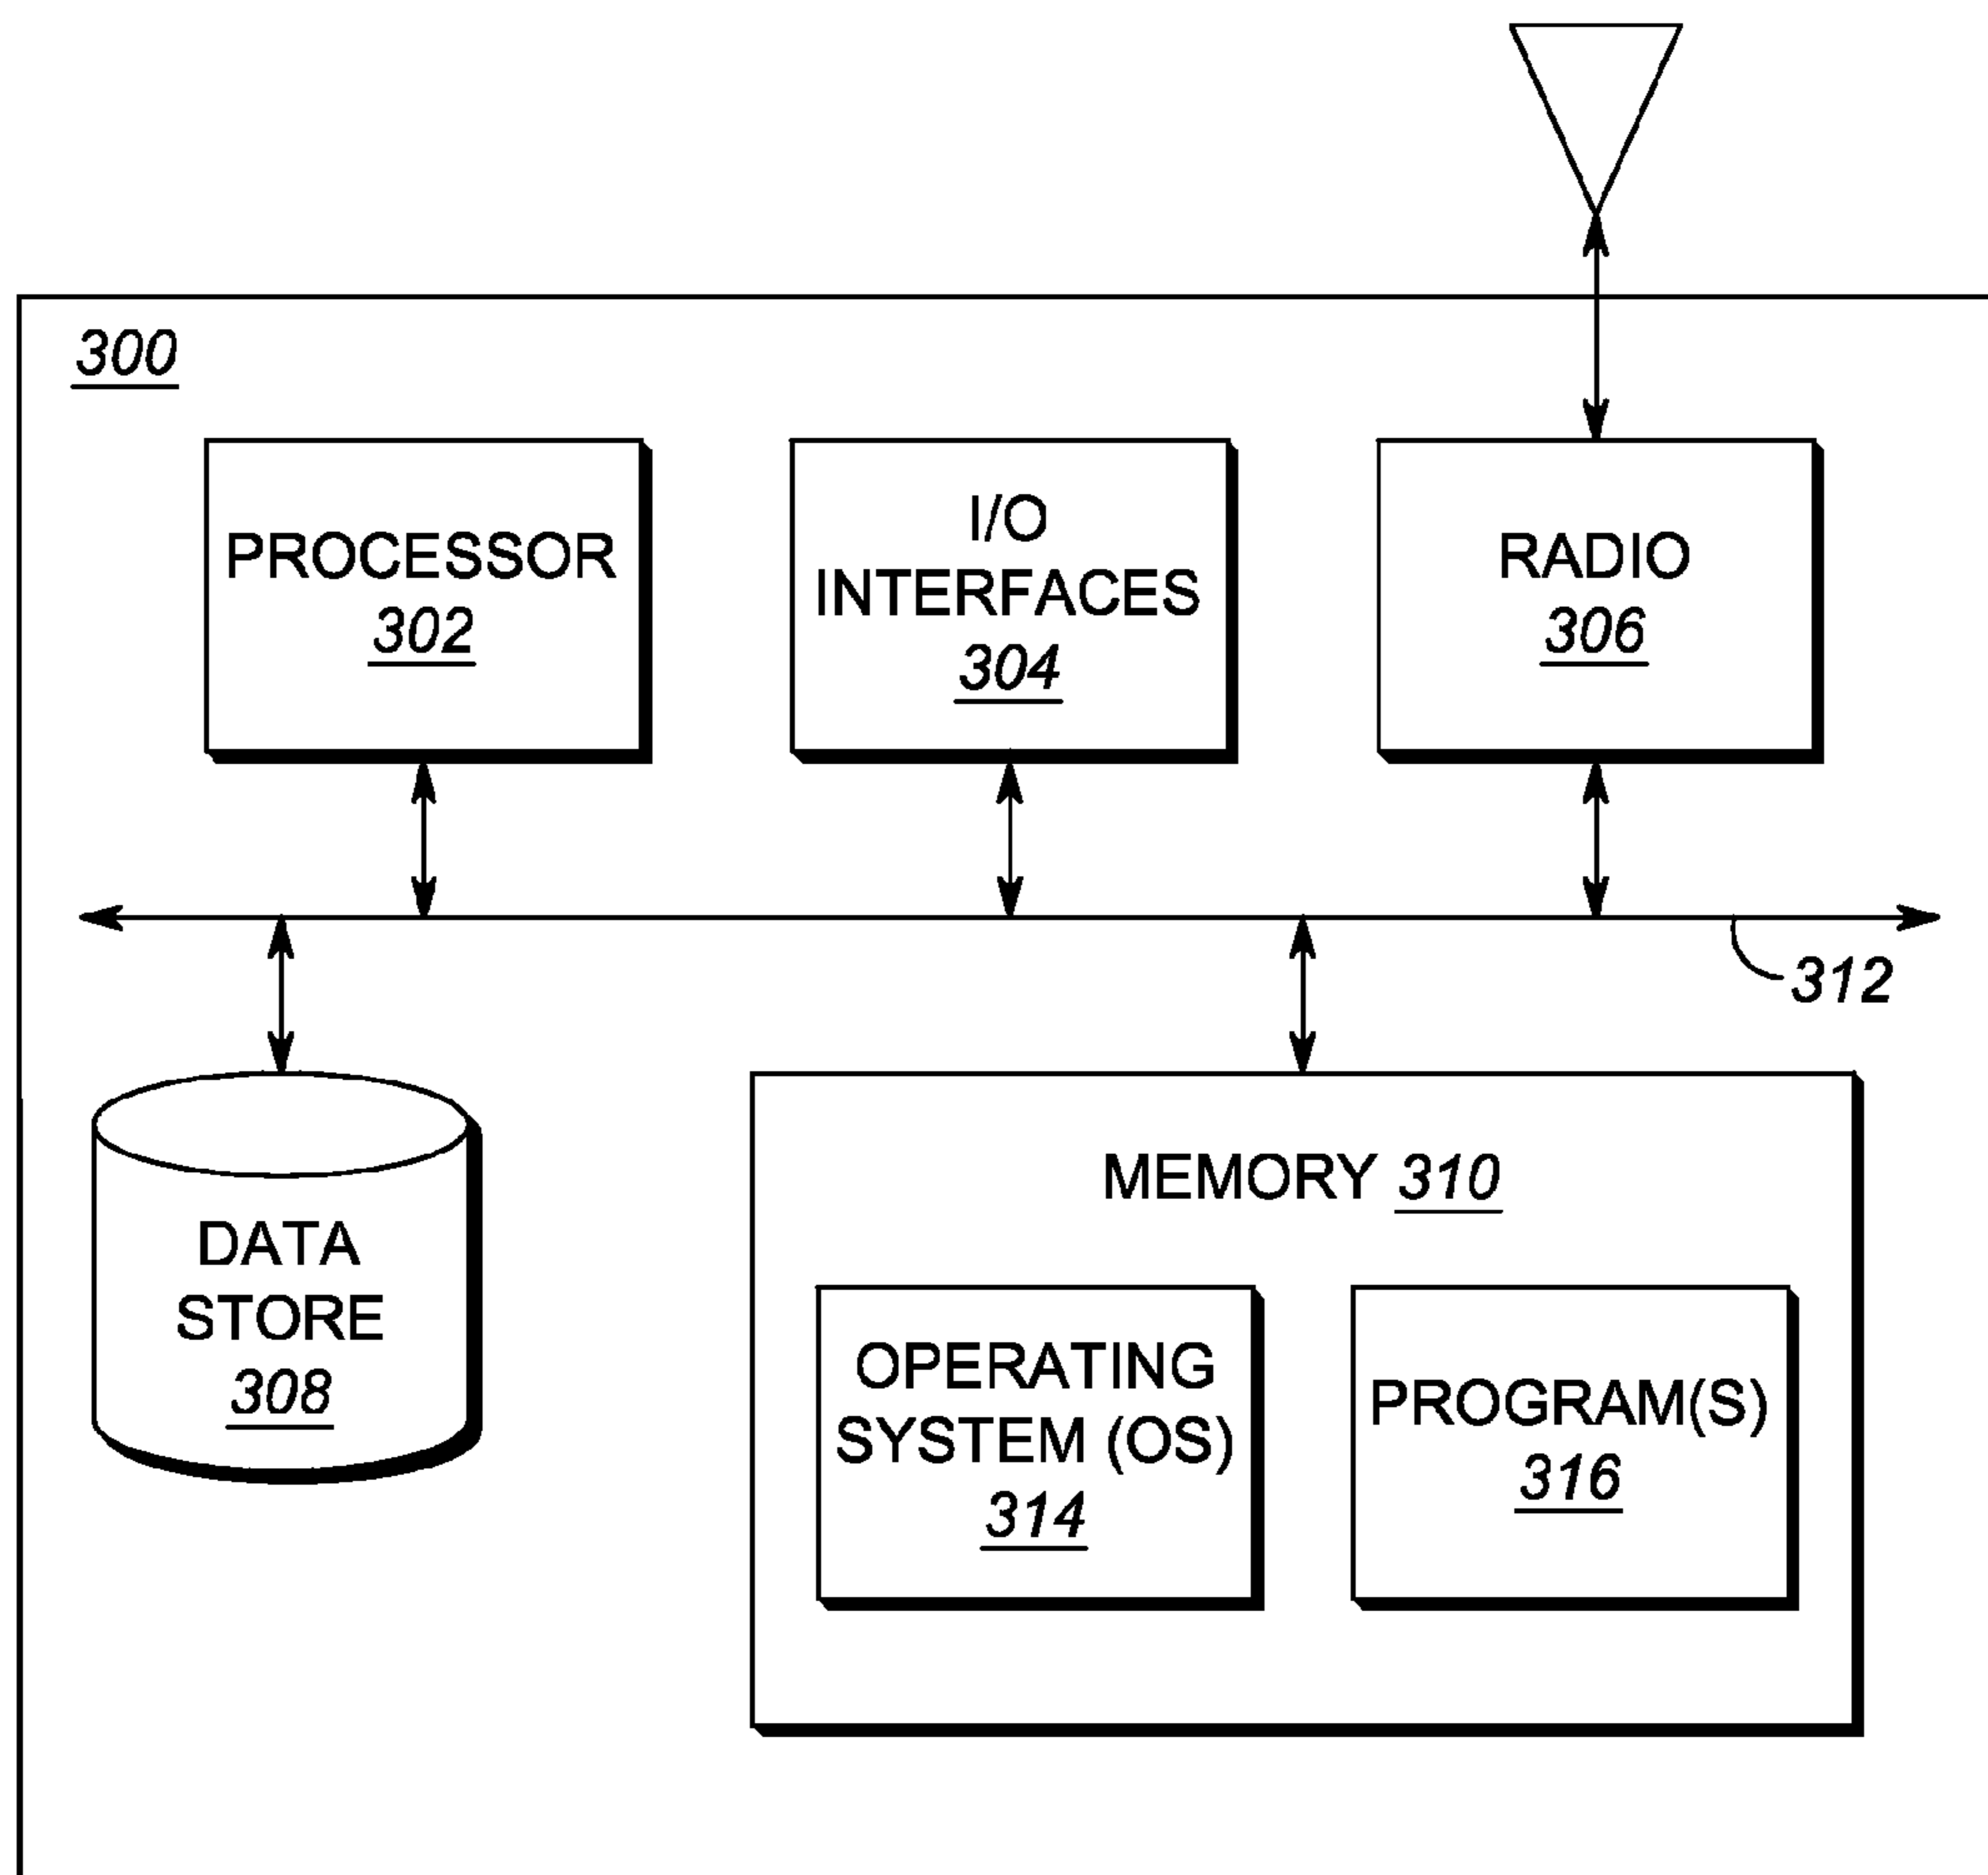 300
PROCESSOR
302
I/O
INTERFACES
304
RADIO
306
312
DATA
STORE
308
MEMORY 310
OPERATING
SYSTEM (OS)
314
PROGRAM(S)
316